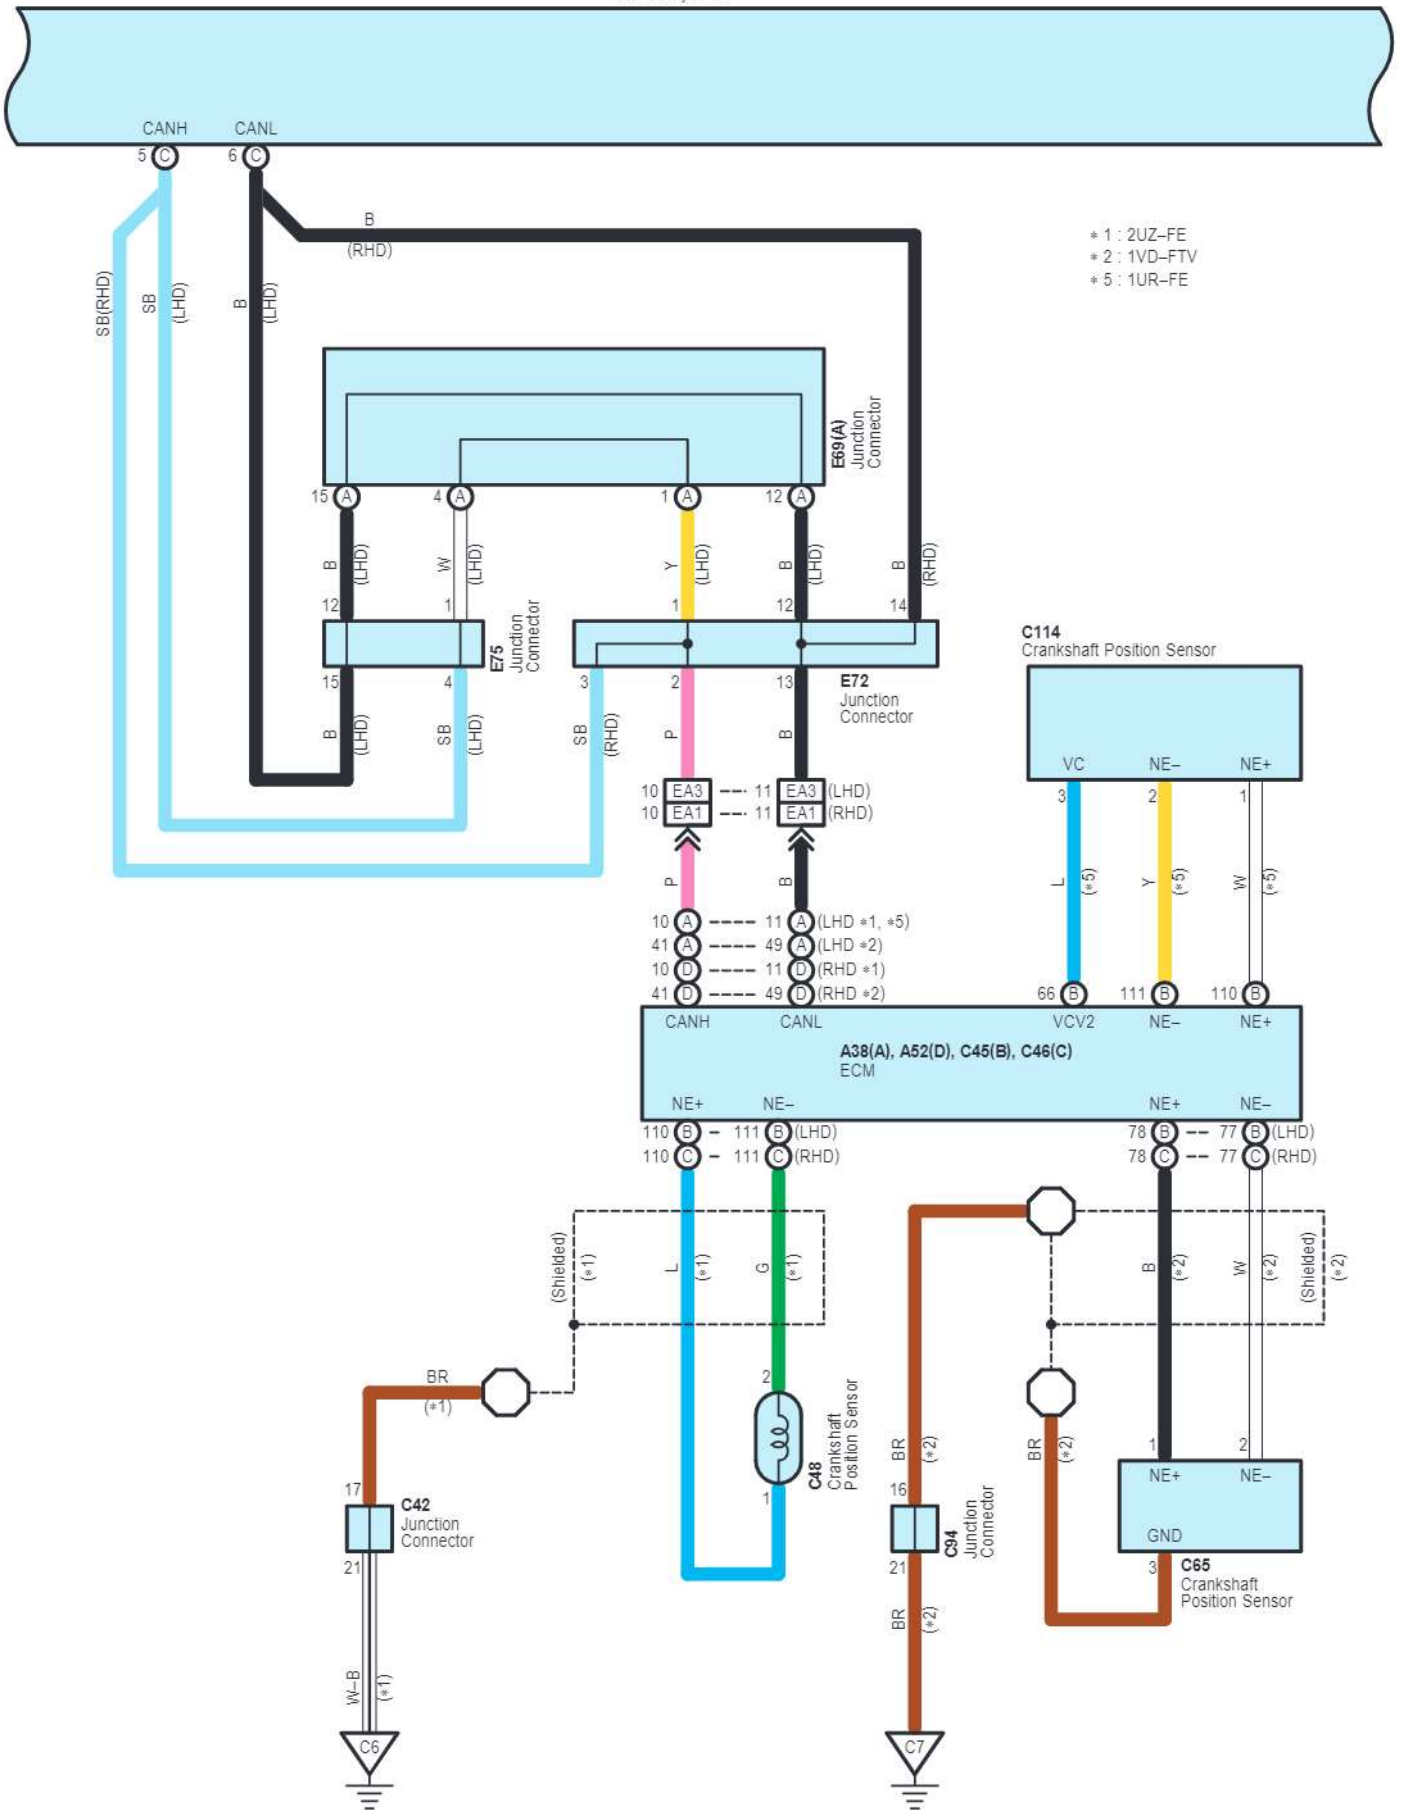 CANH CANL
5 C 6 C
B
(RHD)
* 1 : 2UZ–FE
* 2 : 1VD–FTV
* 5 : 1UR–FE
SB(RHD)
SB
(LHD)
B
(LHD)
E69(A)
Junction
Connector
15 A 4 A 1 A 12 A
B
(LHD)
W
(LHD)
Y
(LHD)
B
(LHD)
B
(RHD)
12 1 1 12 14
E75
Junction
Connector
C114
Crankshaft Position Sensor
15 4 3 2 13
E72
Junction
Connector
B
(LHD)
SB
(LHD)
SB
(RHD)
P
B
VC NE– NE+
3 2 1
10 EA3 11 EA3 (LHD)
10 EA1 11 EA1 (RHD)
P
B
L
(*5)
Y
(*5)
W
(*5)
10 A 11 A (LHD *1, *5)
41 A 49 A (LHD *2)
10 D 11 D (RHD *1)
41 D 49 D (RHD *2)
66 B 111 B 110 B
CANH CANL VCV2 NE– NE+
A38(A), A52(D), C45(B), C46(C)
ECM
NE+ NE– NE+ NE–
110 B 111 B (LHD) 78 B 77 B (LHD)
110 C 111 C (RHD) 78 C 77 C (RHD)
(Shielded)
(*1)
L
(*1)
G
(*1)
B
(*2)
W
(*2)
(Shielded)
(*2)
BR
(*1)
2
C48
Crankshaft
Position Sensor
1
BR
(*2)
BR
(*2)
1 2
NE+ NE–
GND
3
C65
Crankshaft
Position Sensor
17
C42
Junction
Connector
21
16
C94
Junction
Connector
21
BR
(*2)
W–B
(*1)
C6 C7